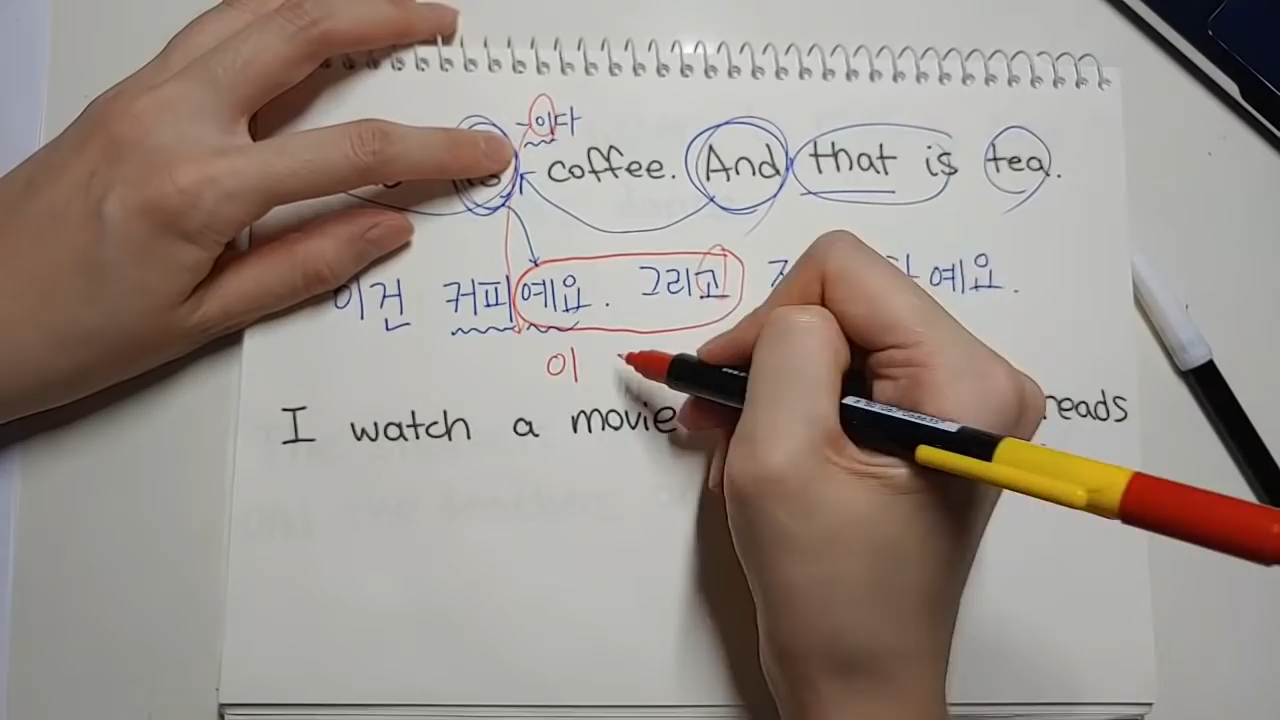 -이다
is coffee. And that is tea.
이건 커피예요. 그리고 예요.
이
I watch a movie reads